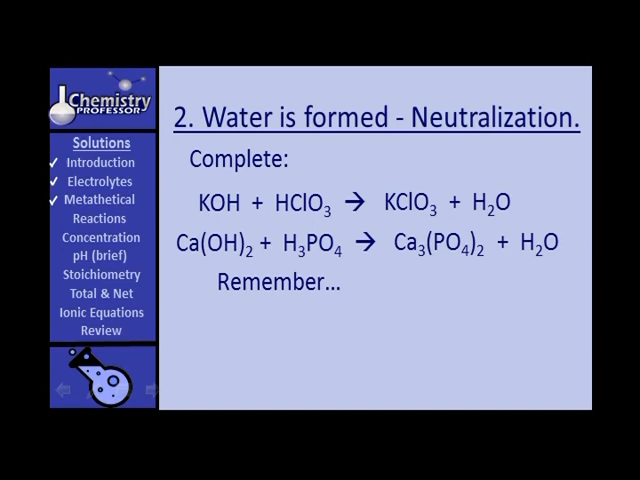 Chemistry
PROFESSOR
Solutions
✓ Introduction
✓ Electrolytes
✓ Metathetical
Reactions
Concentration
pH (brief)
Stoichiometry
Total & Net
Ionic Equations
Review
2. Water is formed - Neutralization.
Complete:
KOH + HClO₃ → KClO₃ + H₂O
Ca(OH)₂ + H₃PO₄ → Ca₃(PO₄)₂ + H₂O
Remember...